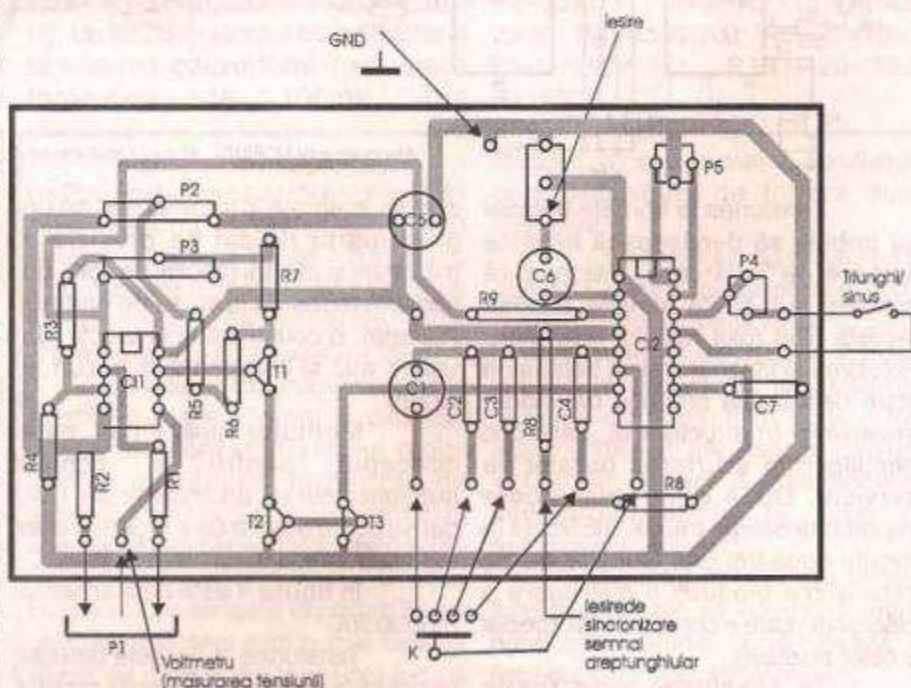 Iesire
GND
P2
C5
P5
P3
P4
R7
C6
Triunghi/
sinus
R3
R9
CI1
T1
CI2
R5
C1
C2
C3
R8
C4
C7
R6
R4
R2
R1
R8
T2
T3
P1
K
Iesirede
sincronizare
semnal
dreptunghiular
Voltmetru
(masurarea tensiunii)